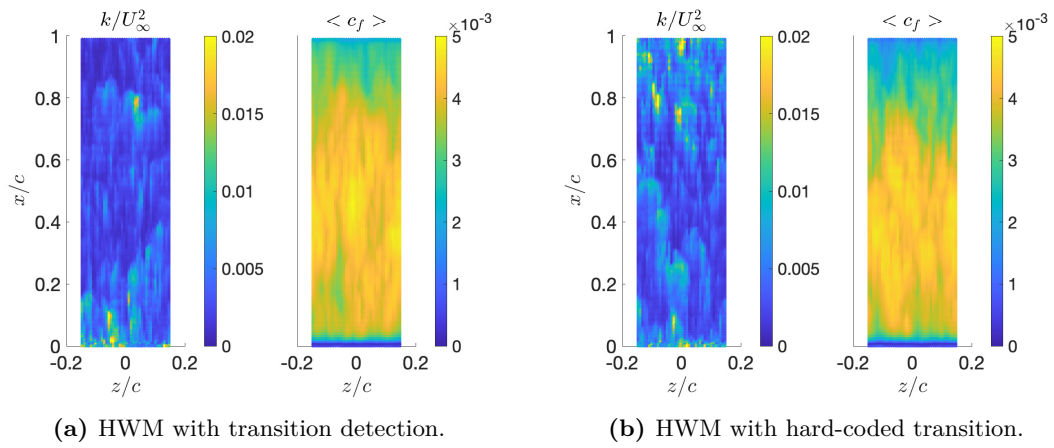 k/U²∞
< c_f >
×10⁻³
1
0.8
0.6
0.4
0.2
0
x/c
-0.2 0 0.2
z/c
0.02
0.015
0.01
0.005
0
-0.2 0 0.2
z/c
5
4
3
2
1
0
(a) HWM with transition detection.
k/U²∞
< c_f >
×10⁻³
1
0.8
0.6
0.4
0.2
0
x/c
-0.2 0 0.2
z/c
0.02
0.015
0.01
0.005
0
-0.2 0 0.2
z/c
5
4
3
2
1
0
(b) HWM with hard-coded transition.